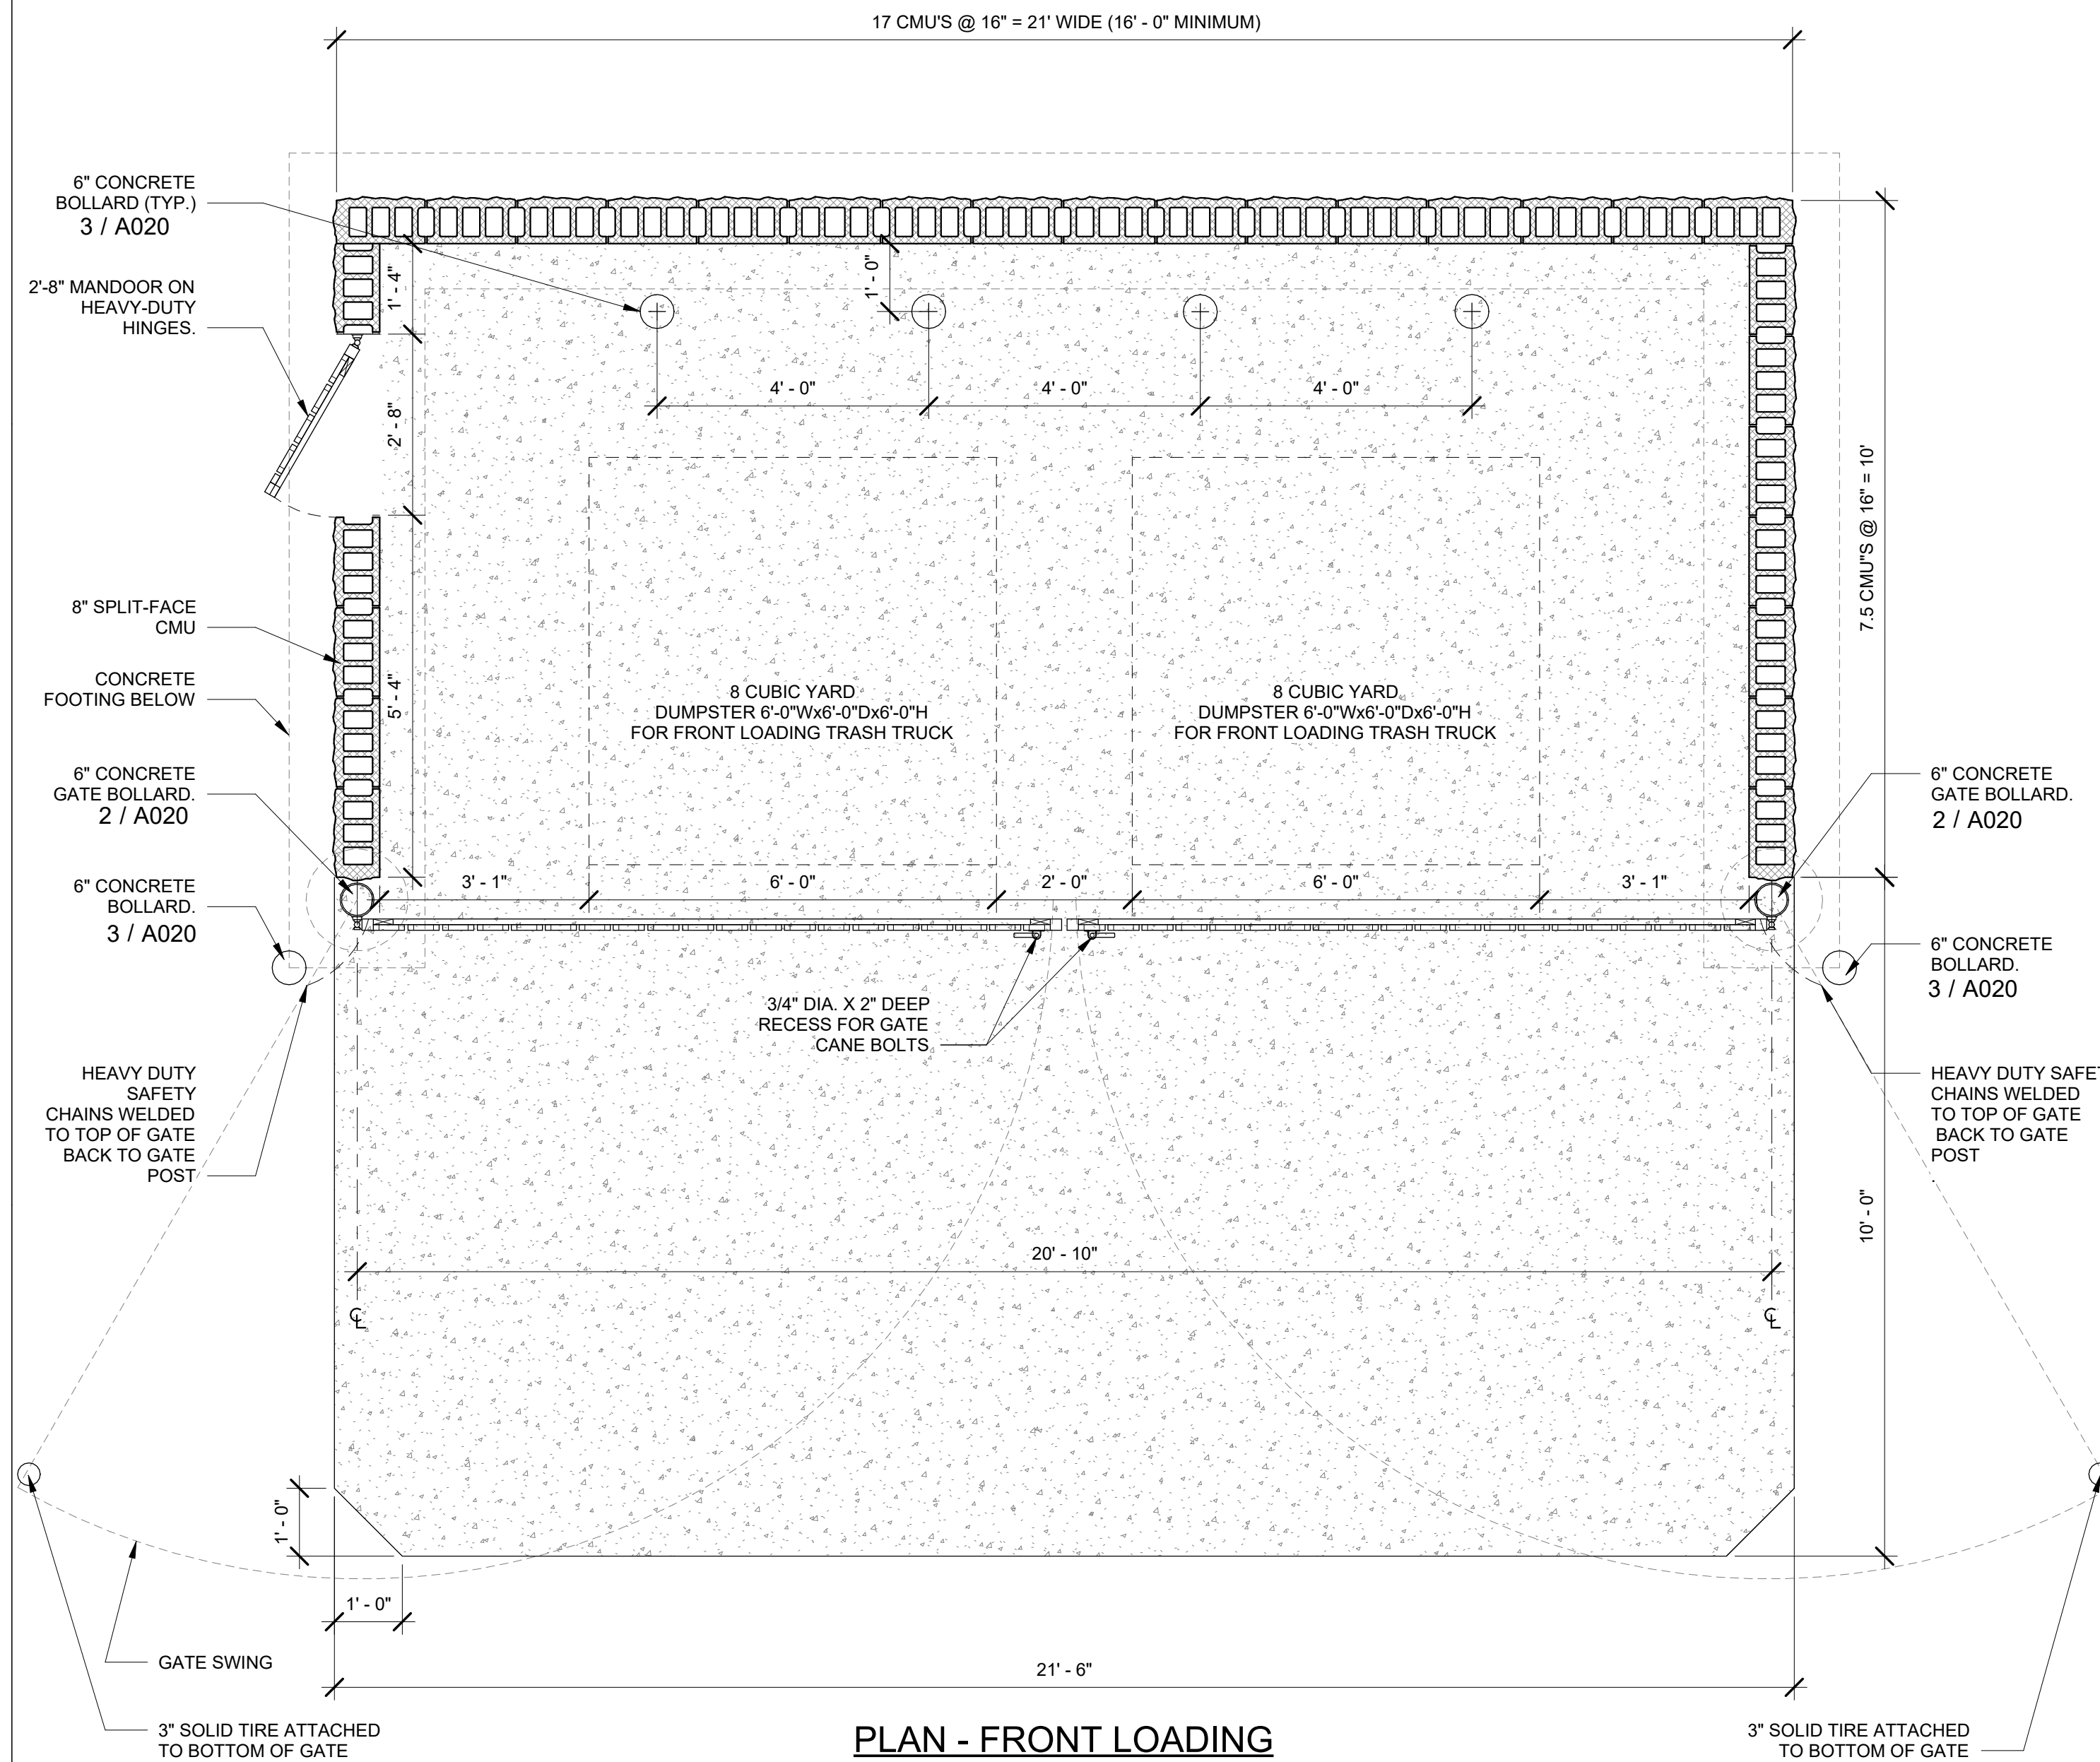 17 CMU'S @ 16" = 21' WIDE (16' - 0" MINIMUM)
6" CONCRETE
BOLLARD (TYP.)
3 / A020
2'-8" MANDOOR ON
HEAVY-DUTY
HINGES.
8" SPLIT-FACE
CMU
CONCRETE
FOOTING BELOW
6" CONCRETE
GATE BOLLARD.
2 / A020
6" CONCRETE
BOLLARD.
3 / A020
HEAVY DUTY
SAFETY
CHAINS WELDED
TO TOP OF GATE
BACK TO GATE
POST
1' - 4"
2' - 8"
5' - 4"
1' - 0"
4' - 0"
4' - 0"
4' - 0"
8 CUBIC YARD
DUMPSTER 6'-0"Wx6'-0"Dx6'-0"H
FOR FRONT LOADING TRASH TRUCK
8 CUBIC YARD
DUMPSTER 6'-0"Wx6'-0"Dx6'-0"H
FOR FRONT LOADING TRASH TRUCK
3' - 1"
6' - 0"
2' - 0"
6' - 0"
3' - 1"
3/4" DIA. X 2" DEEP
RECESS FOR GATE
CANE BOLTS
7.5 CMU"S @ 16" = 10'
6" CONCRETE
GATE BOLLARD.
2 / A020
6" CONCRETE
BOLLARD.
3 / A020
HEAVY DUTY SAFET
CHAINS WELDED
TO TOP OF GATE
BACK TO GATE
POST
10' - 0"
20' - 10"
℄
℄
1' - 0"
1' - 0"
21' - 6"
GATE SWING
3" SOLID TIRE ATTACHED
TO BOTTOM OF GATE
PLAN - FRONT LOADING
3" SOLID TIRE ATTACHED
TO BOTTOM OF GATE